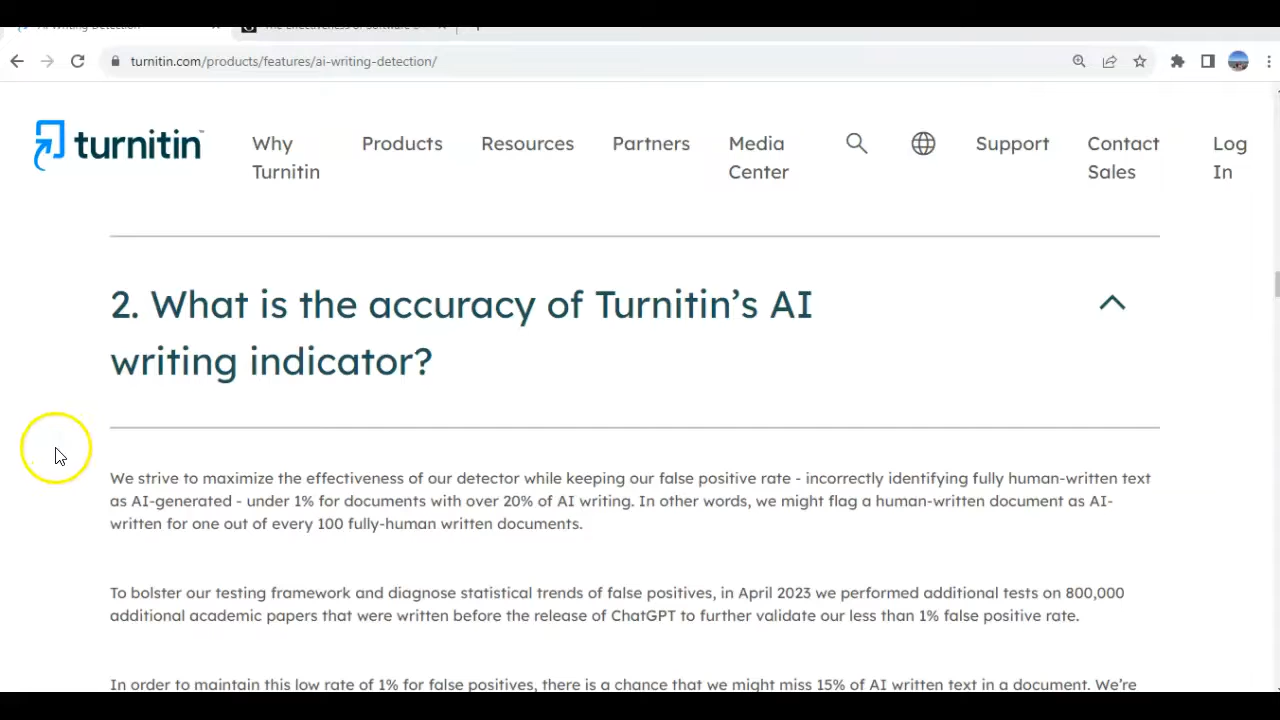 turnitin.com/products/features/ai-writing-detection/
turnitin™
Why Turnitin
Products
Resources
Partners
Media Center
Support
Contact Sales
Log In
2. What is the accuracy of Turnitin’s AI
writing indicator?
We strive to maximize the effectiveness of our detector while keeping our false positive rate - incorrectly identifying fully human-written text
as AI-generated - under 1% for documents with over 20% of AI writing. In other words, we might flag a human-written document as AI-
written for one out of every 100 fully-human written documents.
To bolster our testing framework and diagnose statistical trends of false positives, in April 2023 we performed additional tests on 800,000
additional academic papers that were written before the release of ChatGPT to further validate our less than 1% false positive rate.
In order to maintain this low rate of 1% for false positives, there is a chance that we might miss 15% of AI written text in a document. We’re